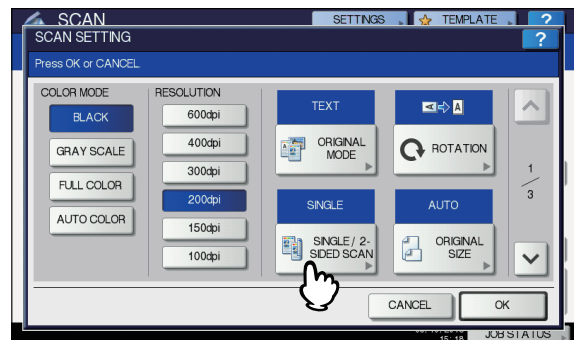 SCAN
SETTINGS
TEMPLATE
?
SCAN SETTING
?
Press OK or CANCEL
COLOR MODE
BLACK
GRAY SCALE
FULL COLOR
AUTO COLOR
RESOLUTION
600dpi
400dpi
300dpi
200dpi
150dpi
100dpi
TEXT
ORIGINAL
MODE
A
ROTATION
SINGLE
SINGLE / 2-
SIDED SCAN
AUTO
ORIGINAL
SIZE
1
3
CANCEL
OK
15:18
JOB STATUS